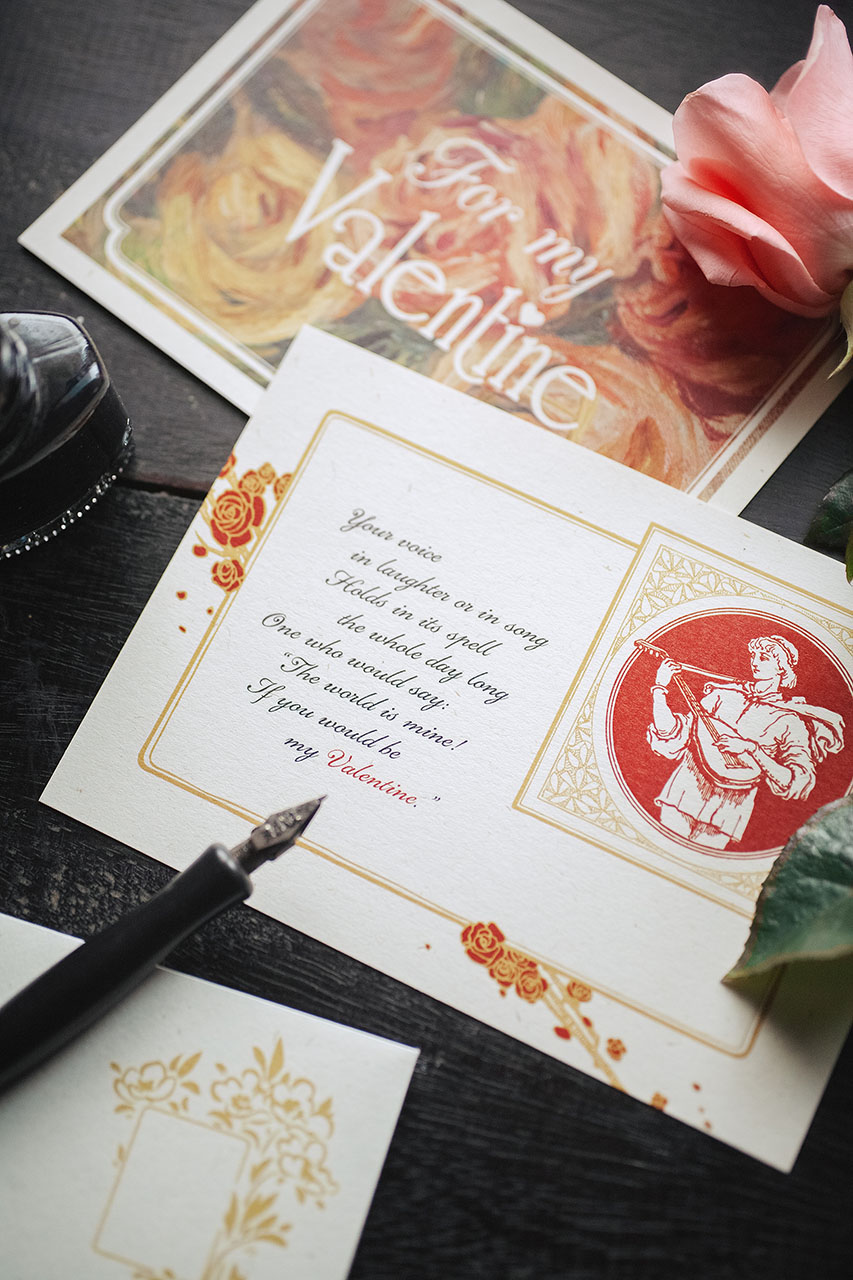 For my
Valentine
Your voice
in laughter or in song
Holds in its spell
the whole day long
One who would say:
“The world is mine!
If you would be
my Valentine.”